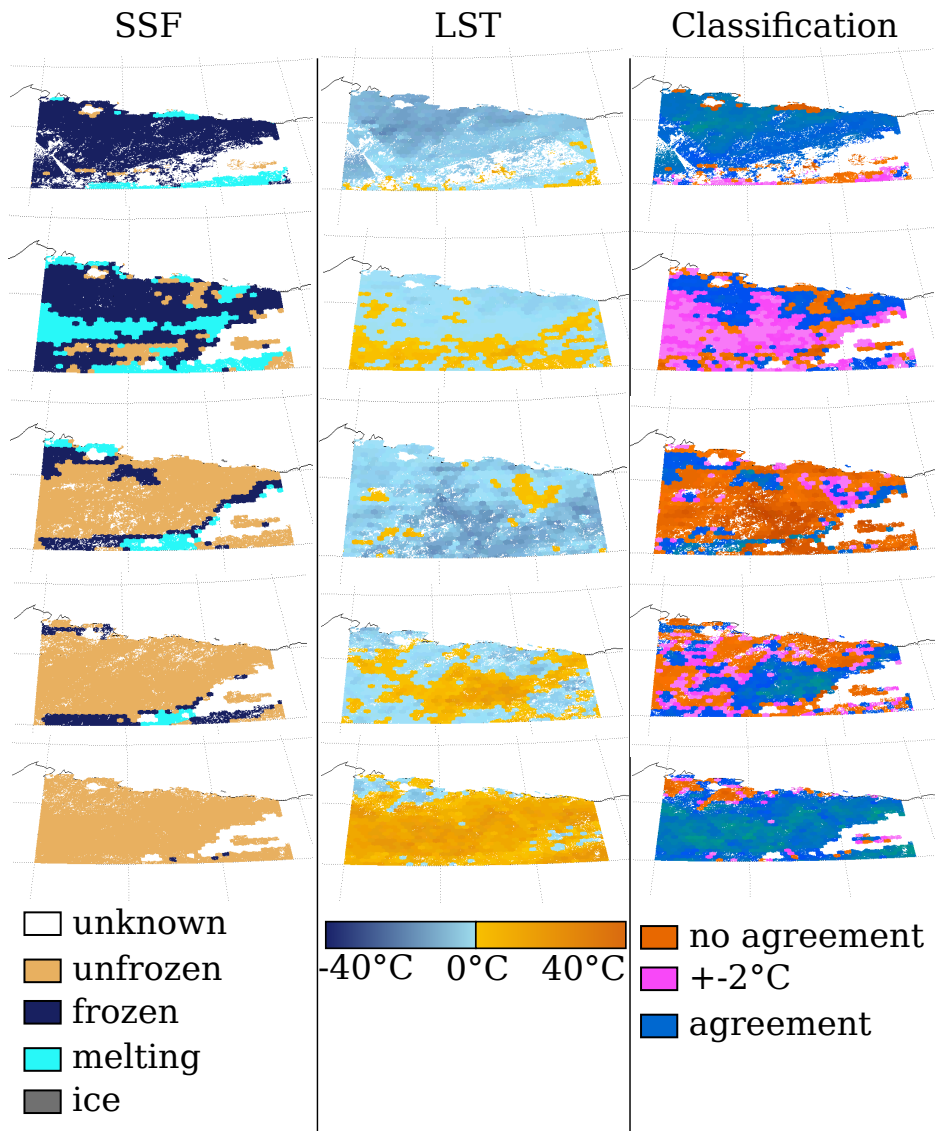 SSF
LST
Classification
unknown
unfrozen
frozen
melting
ice
-40°C 0°C 40°C
no agreement
+-2°C
agreement